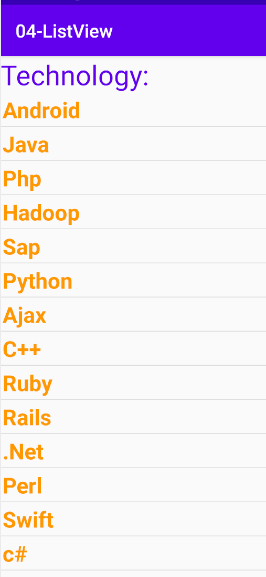 04-ListView
Technology:
Android
Java
Php
Hadoop
Sap
Python
Ajax
C++
Ruby
Rails
.Net
Perl
Swift
c#